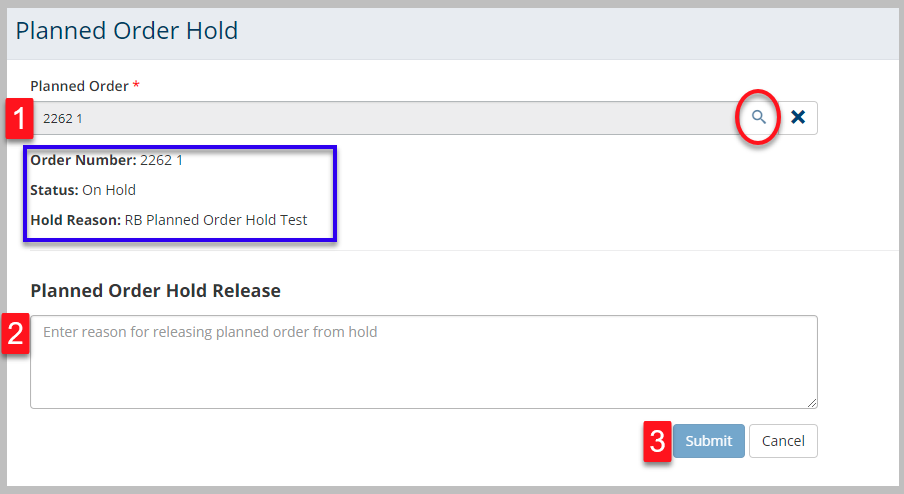 Planned Order Hold
Planned Order *
1
2262 1
Order Number: 2262 1
Status: On Hold
Hold Reason: RB Planned Order Hold Test
Planned Order Hold Release
2
Enter reason for releasing planned order from hold
3
Submit
Cancel